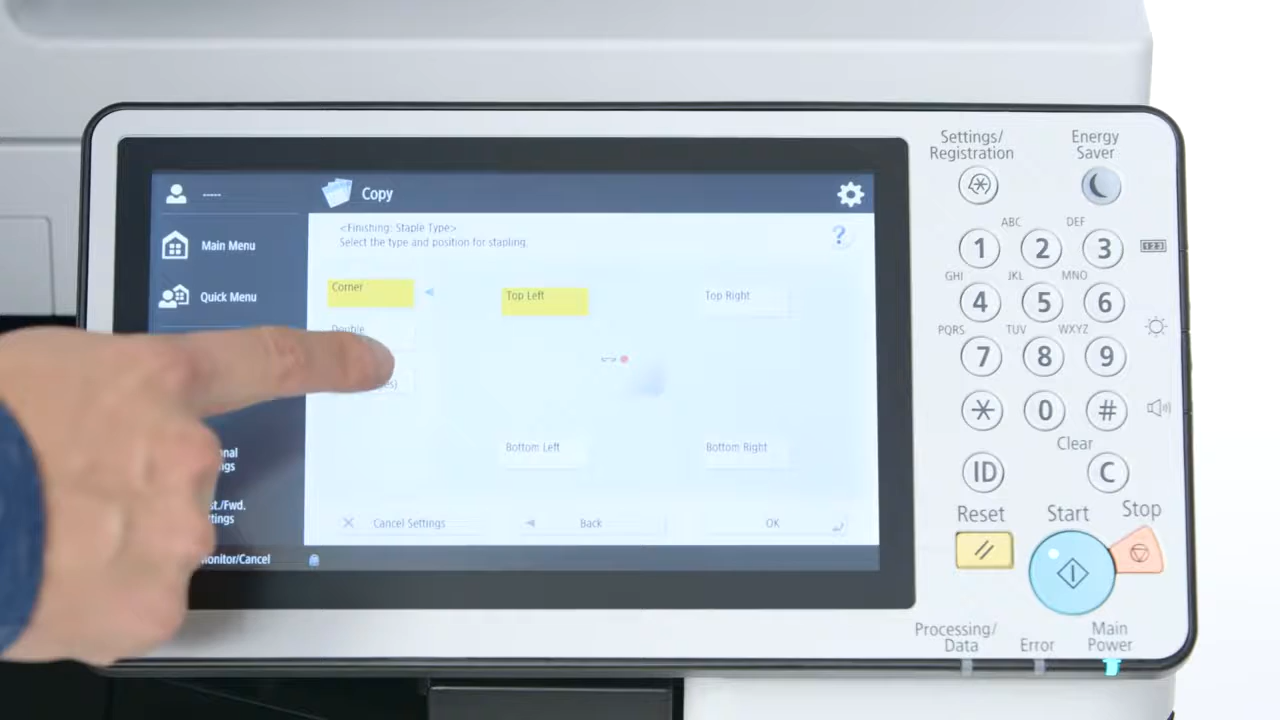 Settings/
Registration
Energy
Saver
-----
Copy
<Finishing: Staple Type>
Select the type and position for stapling.
?
Main Menu
Quick Menu
Corner
Top Left
Top Right
Double
Bottom Left
Bottom Right
Cancel Settings
Back
OK
Monitor/Cancel
ABC
DEF
1
2
3
123
GHI
JKL
MNO
4
5
6
PQRS
TUV
WXYZ
7
8
9
0
#
Clear
ID
C
Reset
Start
Stop
Processing/
Data
Error
Main
Power